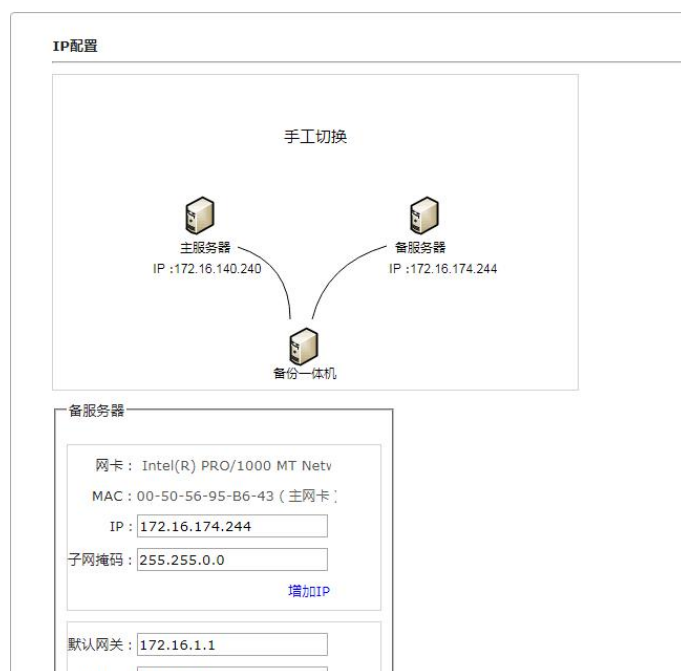 IP配置
手工切换
主服务器
备服务器
IP :172.16.140.240
IP :172.16.174.244
备份一体机
备服务器
网卡： Intel(R) PRO/1000 MT Netv
MAC：00-50-56-95-B6-43 ( 主网卡 )
IP：172.16.174.244
子网掩码：255.255.0.0
增加IP
默认网关：172.16.1.1